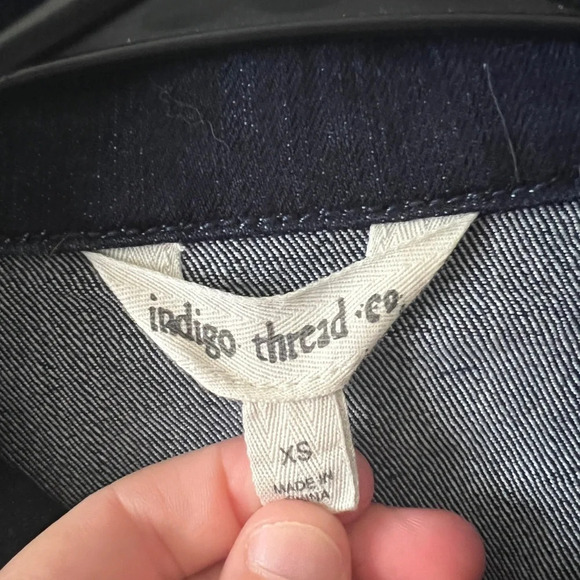 indigo thread · co.
XS
MADE IN
CHINA